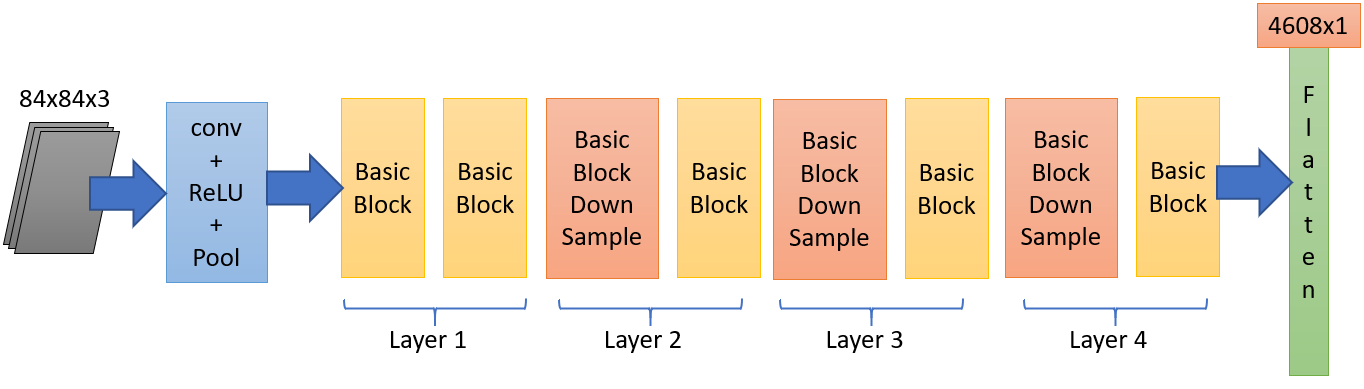 4608x1
84x84x3
conv
+
ReLU
+
Pool
Basic
Block
Basic
Block
Basic
Block
Down
Sample
Basic
Block
Basic
Block
Down
Sample
Basic
Block
Basic
Block
Down
Sample
Basic
Block
F
l
a
t
t
e
n
Layer 1
Layer 2
Layer 3
Layer 4